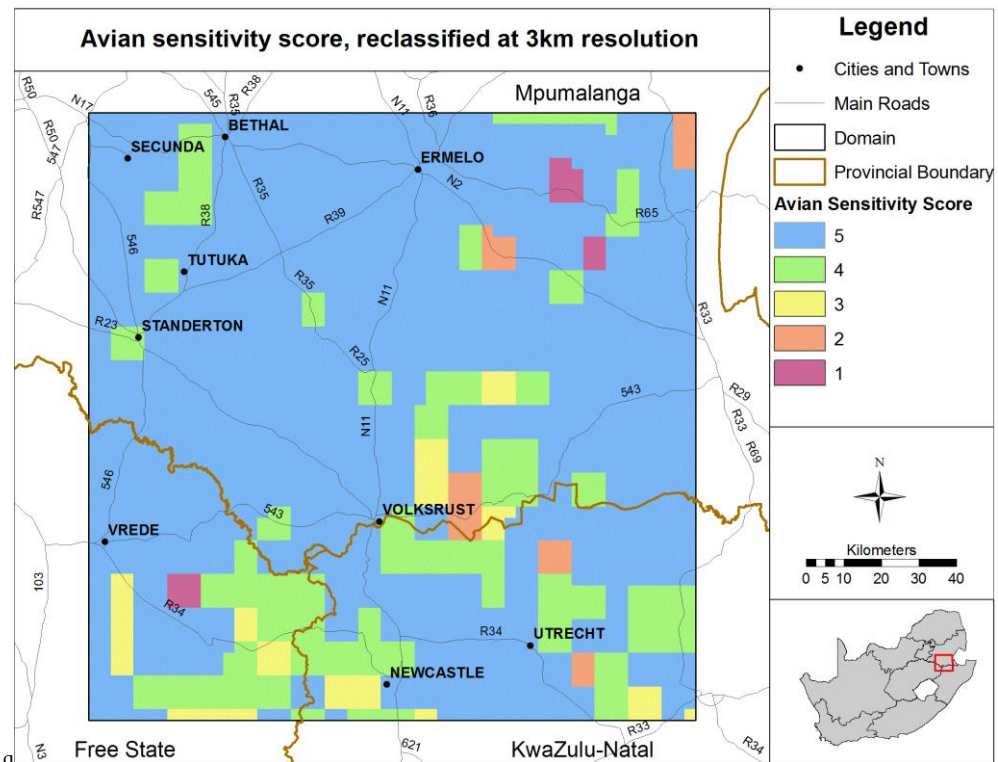 Avian sensitivity score, reclassified at 3km resolution
Legend
Cities and Towns
Main Roads
Domain
Provincial Boundary
Avian Sensitivity Score
5
4
3
2
1
N
Kilometers
0 5 10 20 30 40
Mpumalanga
R50
N17
545
R35
R38
N11
R36
R50
547
BETHAL
SECUNDA
ERMELO
N2
R547
R35
R38
R39
R65
546
TUTUKA
R35
N11
R33
R23
STANDERTON
R25
543
R29
N11
R33
R69
546
543
VOLKSRUST
VREDE
103
R34
R34
UTRECHT
NEWCASTLE
R33
R34
N3
Free State
621
KwaZulu-Natal
a